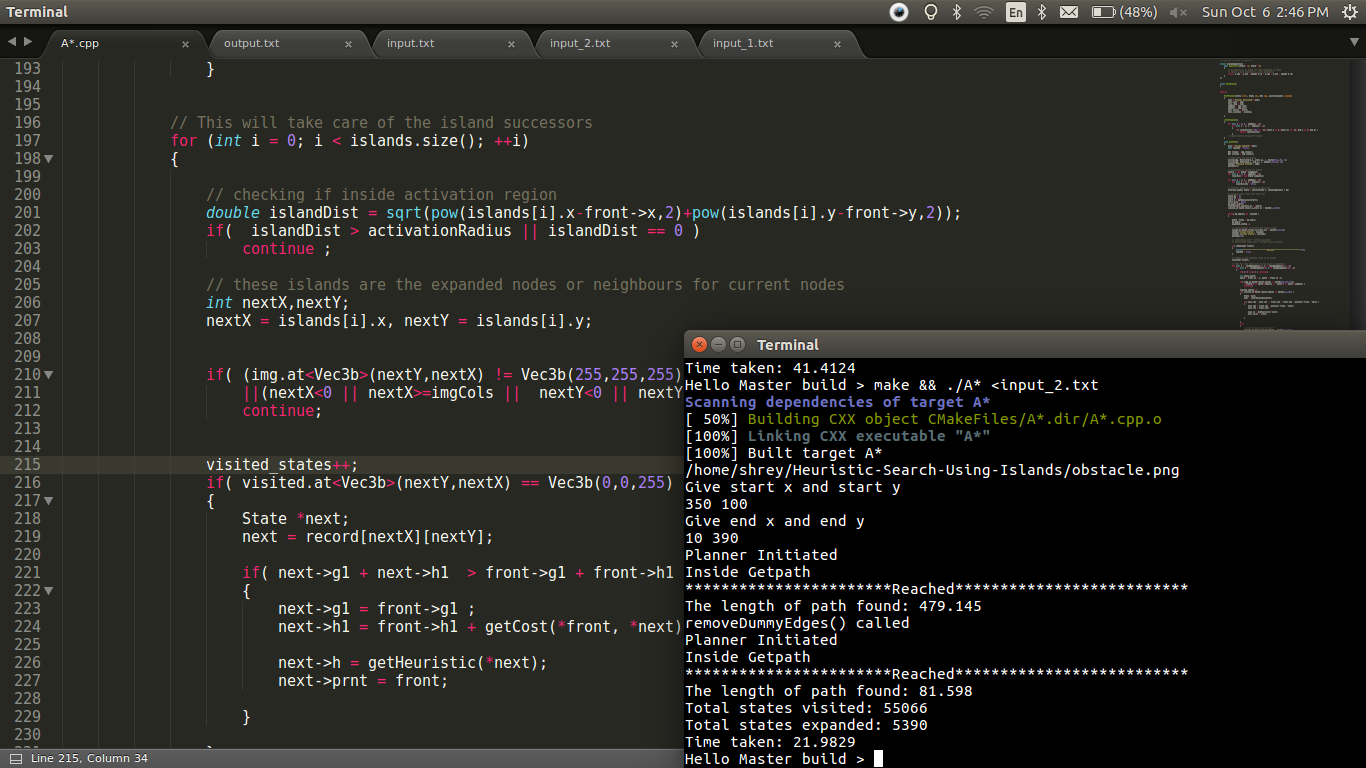 Terminal
En
(48%)
Sun Oct 6 2:46 PM
A*.cpp
output.txt
input.txt
input_2.txt
input_1.txt
193 }
194
195
196 // This will take care of the island successors
197 for (int i = 0; i < islands.size(); ++i)
198 {
199
200 // checking if inside activation region
201 double islandDist = sqrt(pow(islands[i].x-front->x,2)+pow(islands[i].y-front->y,2));
202 if(  islandDist > activationRadius || islandDist == 0 )
203 continue ;
204
205 // these islands are the expanded nodes or neighbours for current nodes
206 int nextX,nextY;
207 nextX = islands[i].x, nextY = islands[i].y;
208
209
210 if( (img.at<Vec3b>(nextY,nextX) != Vec3b(255,255,255)
211 ||(nextX<0 || nextX>=imgCols ||  nextY<0 || nextY
212 continue;
213
214
215 visited_states++;
216 if( visited.at<Vec3b>(nextY,nextX) == Vec3b(0,0,255)
217 {
218 State *next;
219 next = record[nextX][nextY];
220
221 if( next->g1 + next->h1  > front->g1 + front->h1
222 {
223 next->g1 = front->g1 ;
224 next->h1 = front->h1 + getCost(*front, *next)
225
226 next->h = getHeuristic(*next);
227 next->prnt = front;
228
229 }
230
Line 215, Column 34
Terminal
Time taken: 41.4124
Hello Master build > make && ./A* <input_2.txt
Scanning dependencies of target A*
[ 50%] Building CXX object CMakeFiles/A*.dir/A*.cpp.o
[100%] Linking CXX executable "A*"
[100%] Built target A*
/home/shrey/Heuristic-Search-Using-Islands/obstacle.png
Give start x and start y
350 100
Give end x and end y
10 390
Planner Initiated
Inside Getpath
***********************Reached**************************
The length of path found: 479.145
removeDummyEdges() called
Planner Initiated
Inside Getpath
***********************Reached**************************
The length of path found: 81.598
Total states visited: 55066
Total states expanded: 5390
Time taken: 21.9829
Hello Master build >